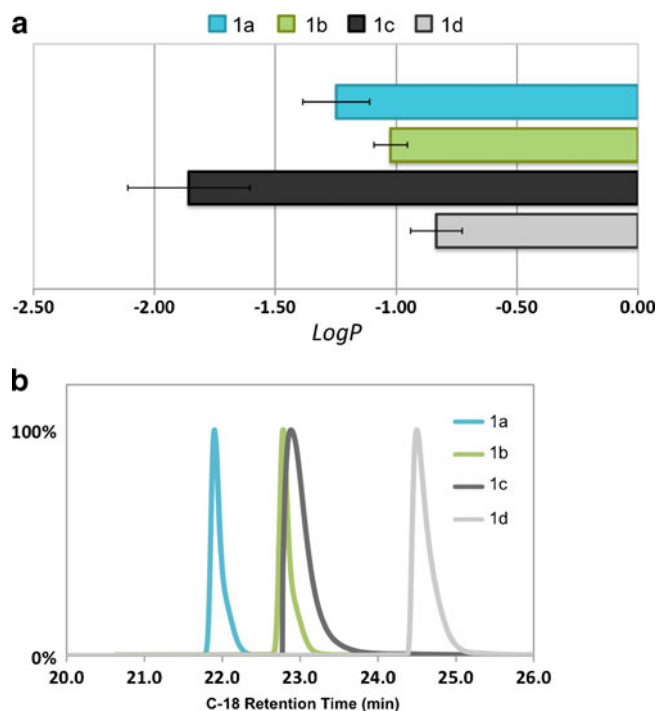 a
1a 1b 1c 1d
-2.50 -2.00 -1.50 -1.00 -0.50 0.00
LogP
b
100%
1a
1b
1c
1d
0%
20.0 21.0 22.0 23.0 24.0 25.0 26.0
C-18 Retention Time (min)